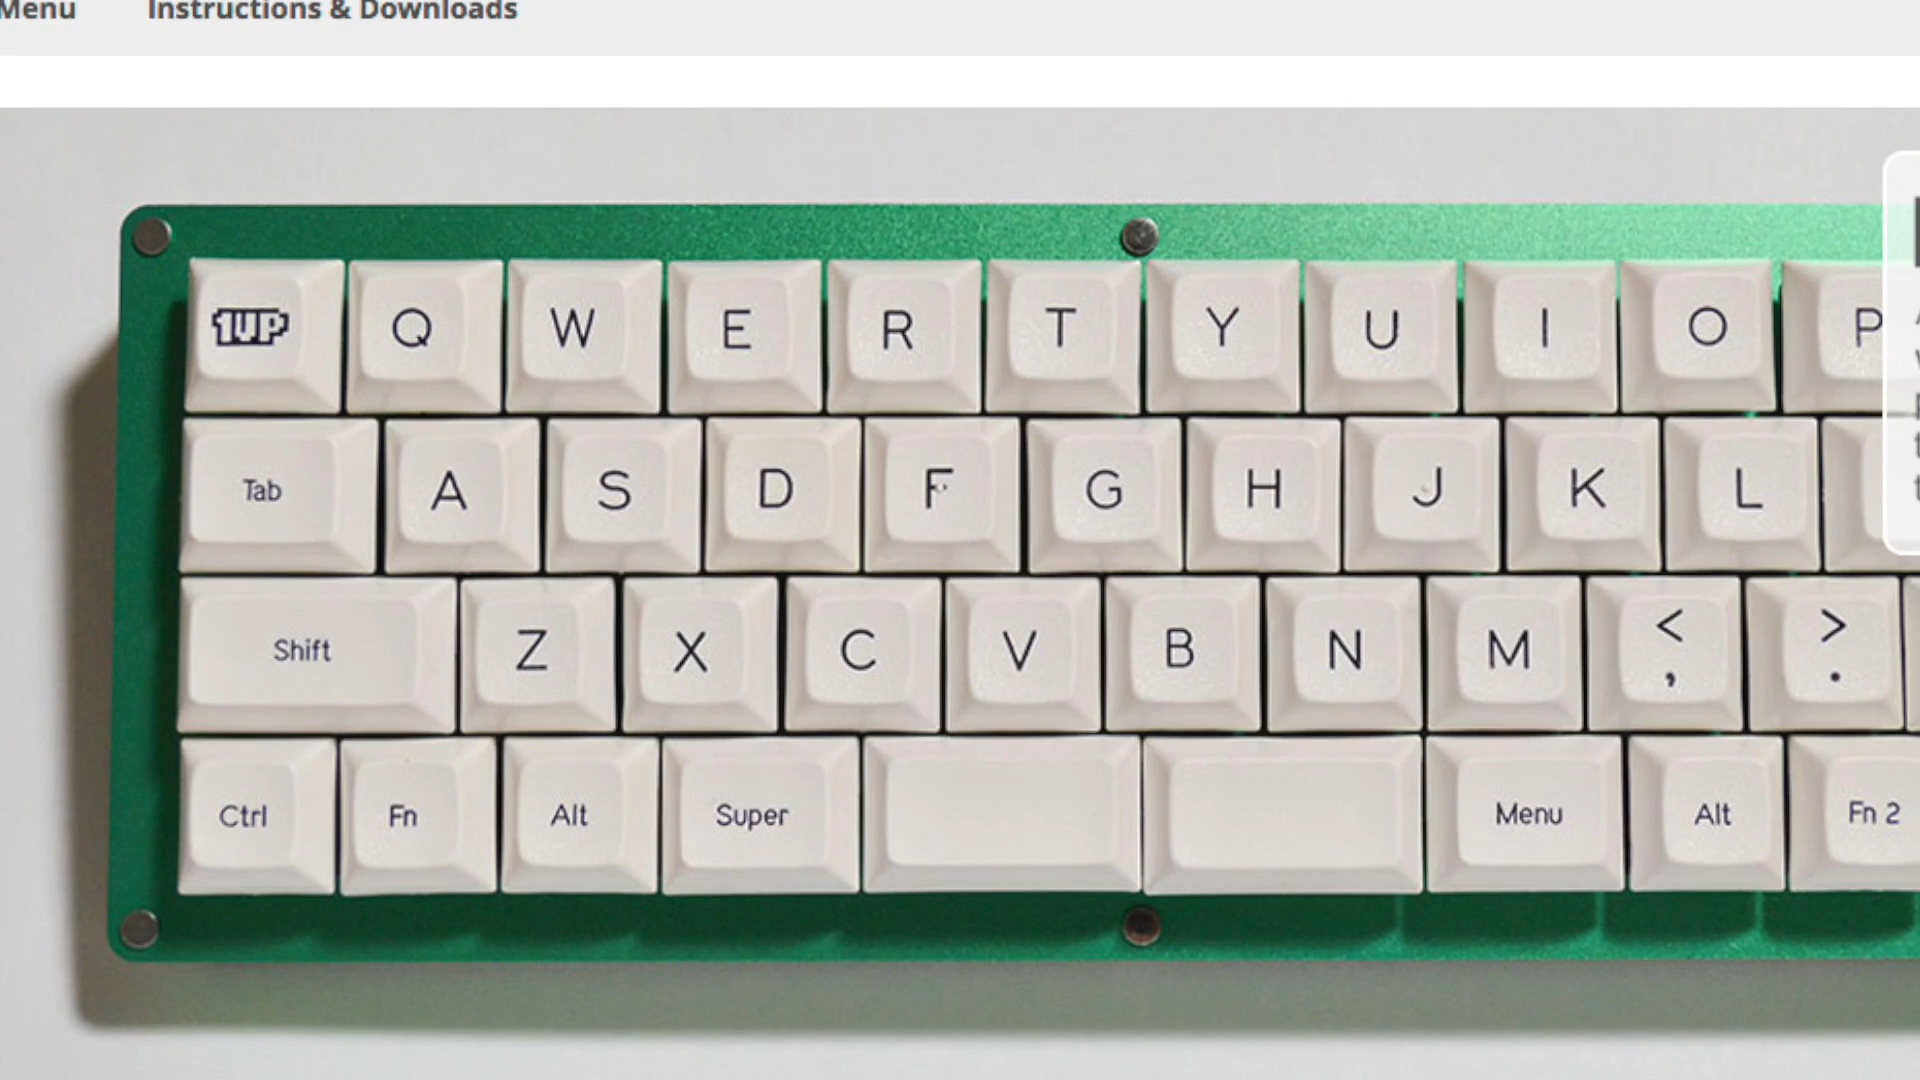 Menu Instructions & Downloads
1UP Q W E R T Y U I O P
Tab A S D F G H J K L
Shift Z X C V B N M < , > .
Ctrl Fn Alt Super Menu Alt Fn 2